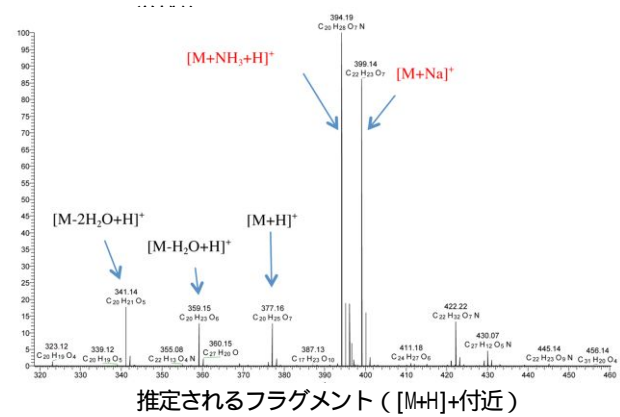 394.19
C20 H28 O7 N
[M+NH3+H]+
399.14
C22 H23 O7
[M+Na]+
[M-2H2O+H]+
[M-H2O+H]+
[M+H]+
341.14
C20 H21 O5
359.15
C20 H23 O6
377.16
C20 H25 O7
422.22
C22 H32 O7 N
323.12
C20 H19 O4
339.12
C20 H19 O5
355.08
C22 H13 O4 N
360.15
C27 H20 O
387.13
C17 H23 O10
411.18
C24 H27 O6
430.07
C27 H12 O5 N
445.14
C22 H23 O9 N
456.14
C31 H20 O4
100
95
90
85
80
75
70
65
60
55
50
45
40
35
30
25
20
15
10
5
0
320 330 340 350 360 370 380 390 400 410 420 430 440 450 460
推定されるフラグメント（[M+H]+付近）